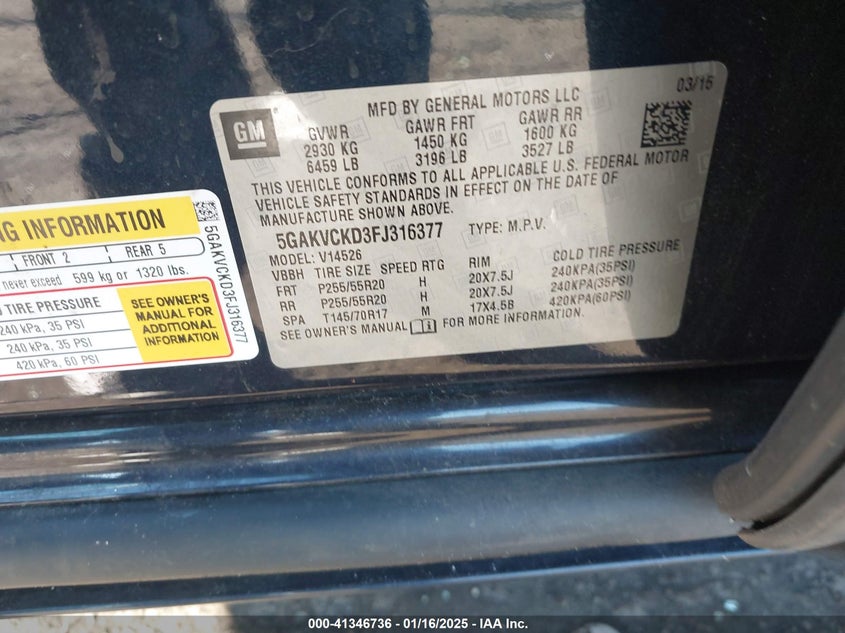 MFD BY GENERAL MOTORS LLC
03/15
GM
GVWR GAWR FRT GAWR RR
2930 KG 1450 KG 1600 KG
6459 LB 3196 LB 3527 LB
THIS VEHICLE CONFORMS TO ALL APPLICABLE U.S. FEDERAL MOTOR
VEHICLE SAFETY STANDARDS IN EFFECT ON THE DATE OF
MANUFACTURE SHOWN ABOVE.
5GAKVCKD3FJ316377 TYPE: M.P.V.
MODEL: V14526
VBBH TIRE SIZE SPEED RTG RIM COLD TIRE PRESSURE
FRT P255/55R20 H 20X7.5J 240KPA(35PSI)
RR P255/55R20 H 20X7.5J 240KPA(35PSI)
SPA T145/70R17 M 17X4.5B 420KPA(60PSI)
SEE OWNER'S MANUAL FOR MORE INFORMATION.
NG INFORMATION
FRONT 2 REAR 5
never exceed 599 kg or 1320 lbs.
D TIRE PRESSURE
240 kPa, 35 PSI
240 kPa, 35 PSI
420 kPa, 60 PSI
SEE OWNER'S
MANUAL FOR
ADDITIONAL
INFORMATION
5GAKVCKD3FJ316377
000-41346736 - 01/16/2025 - IAA Inc.